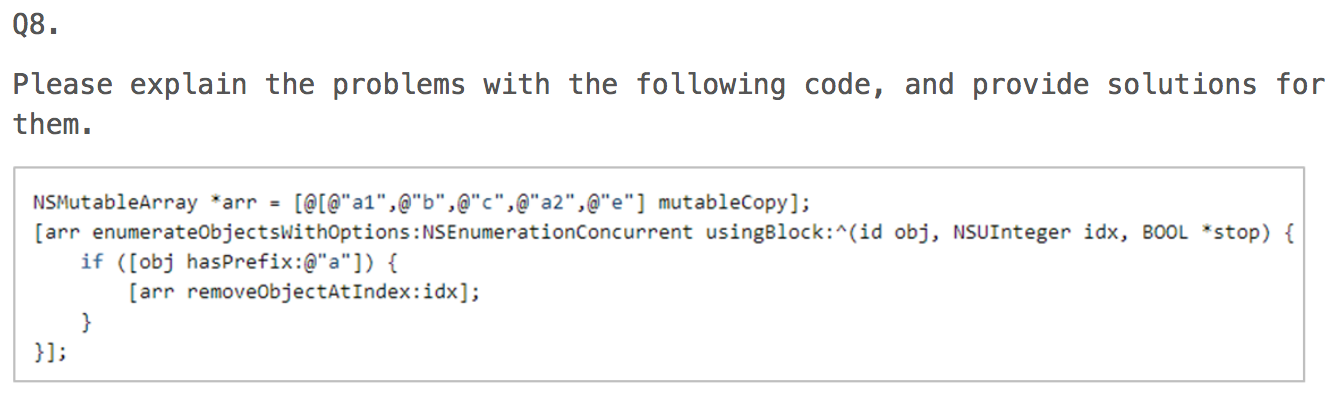 Q8.
Please explain the problems with the following code, and provide solutions for
them.
NSMutableArray *arr = [@[@"a1",@"b",@"c",@"a2",@"e"] mutableCopy];
[arr enumerateObjectsWithOptions:NSEnumerationConcurrent usingBlock:^(id obj, NSUInteger idx, BOOL *stop) {
    if ([obj hasPrefix:@"a"]) {
        [arr removeObjectAtIndex:idx];
    }
}];